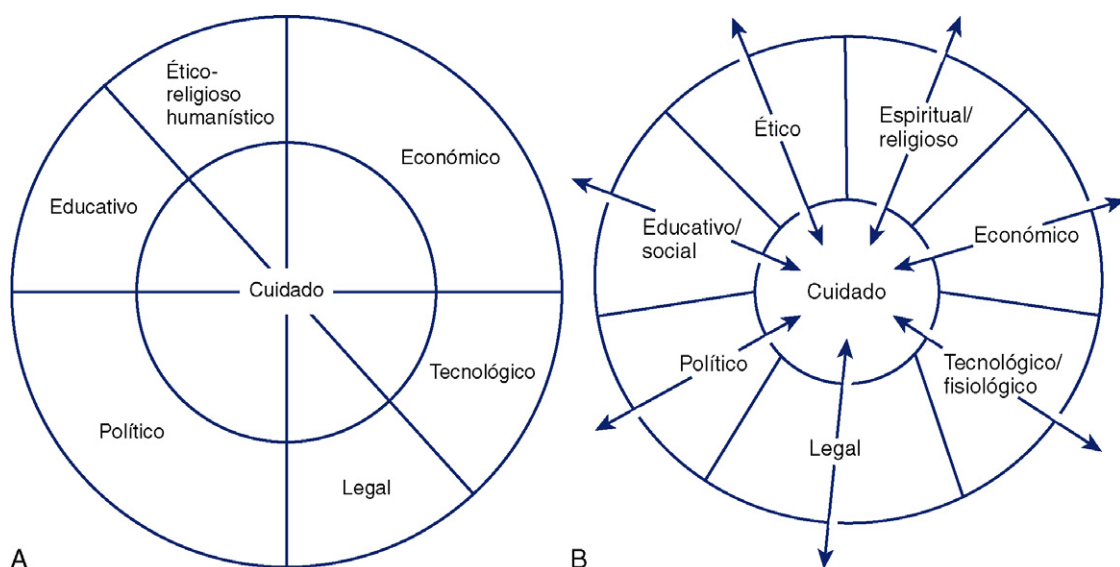 Ético-
religioso
humanístico
Económico
Educativo
Cuidado
Tecnológico
Político
Legal
A
Ético
Espiritual/
religioso
Educativo/
social
Económico
Cuidado
Político
Tecnológico/
fisiológico
Legal
B